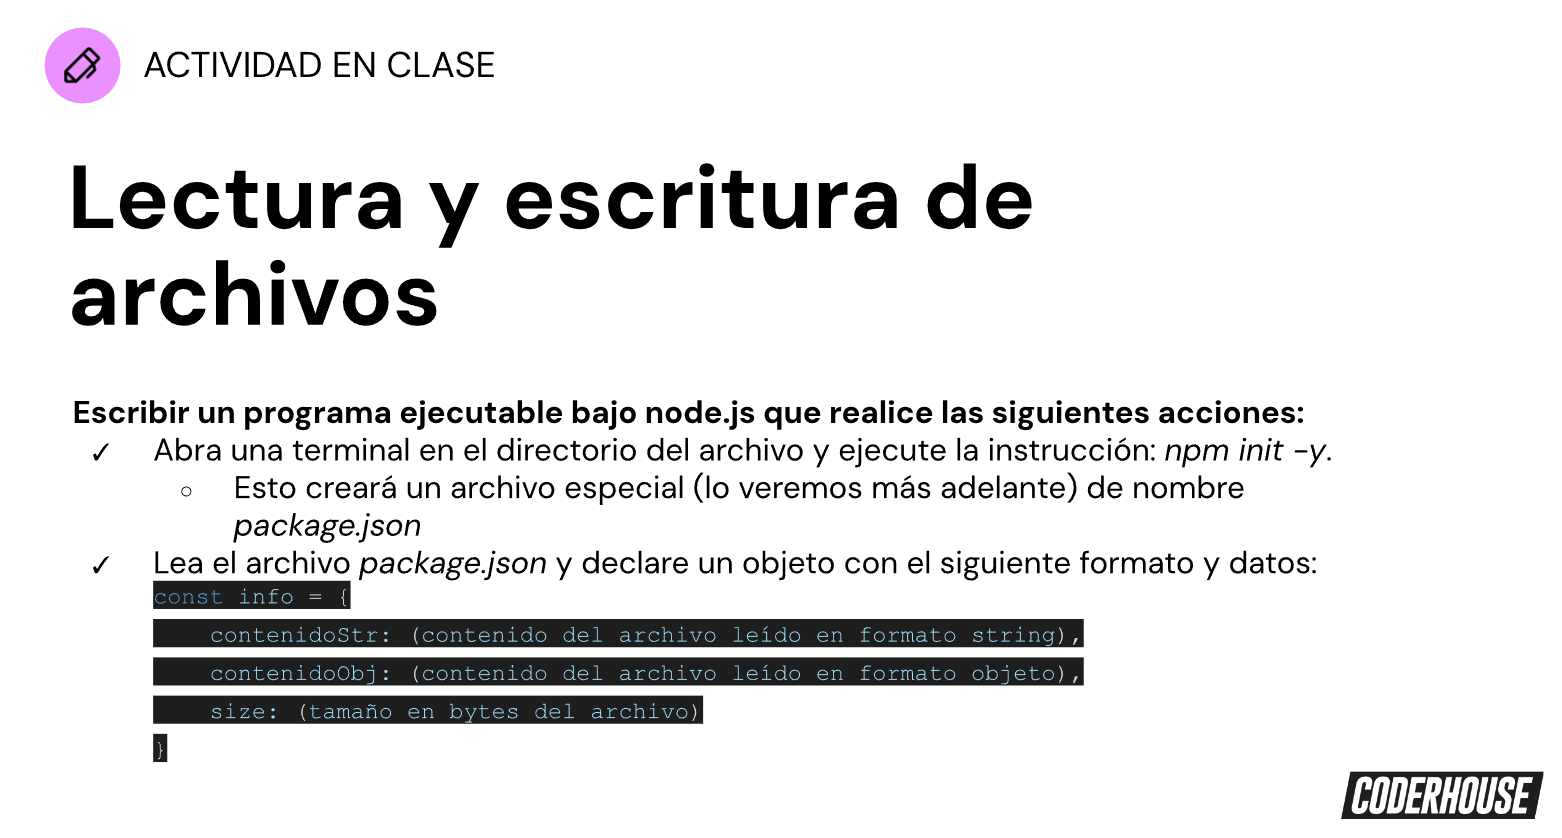 ACTIVIDAD EN CLASE
Lectura y escritura de
archivos
Escribir un programa ejecutable bajo node.js que realice las siguientes acciones:
✓ Abra una terminal en el directorio del archivo y ejecute la instrucción: npm init -y.
○ Esto creará un archivo especial (lo veremos más adelante) de nombre
package.json
✓ Lea el archivo package.json y declare un objeto con el siguiente formato y datos:
const info = {
    contenidoStr: (contenido del archivo leído en formato string),
    contenidoObj: (contenido del archivo leído en formato objeto),
    size: (tamaño en bytes del archivo)
}
CODERHOUSE